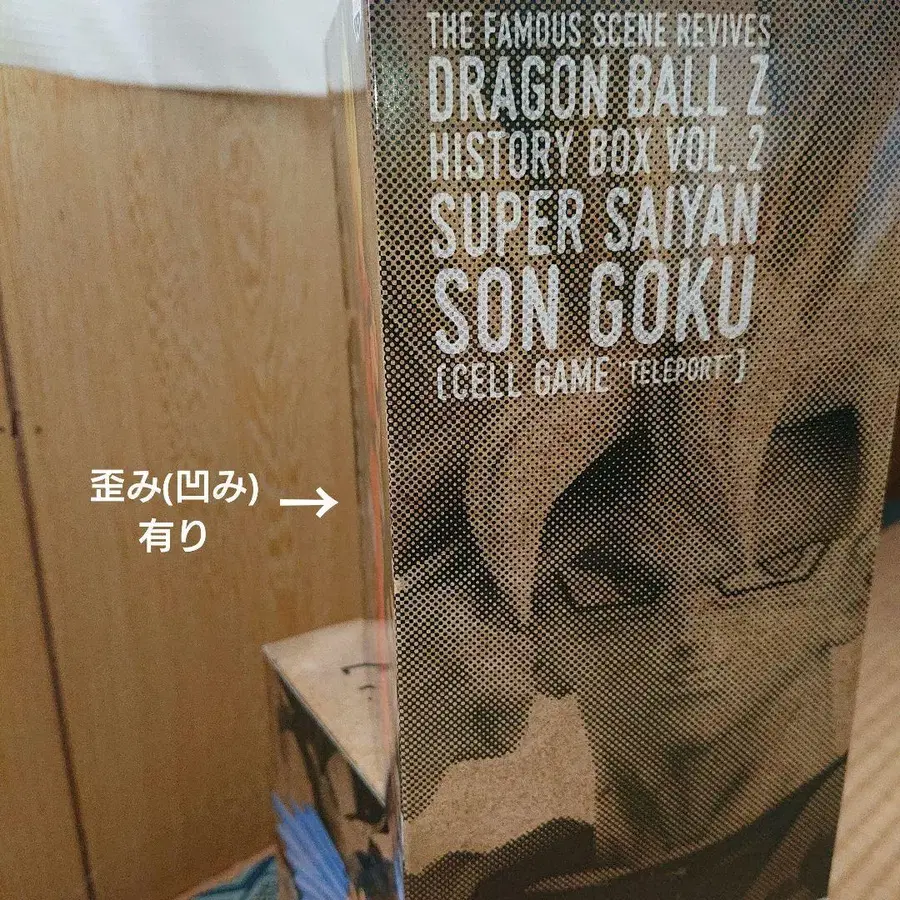 THE FAMOUS SCENE REVIVES
DRAGON BALL Z
HISTORY BOX VOL.2
SUPER SAIYAN
SON GOKU
(CELL GAME "TELEPORT")
歪み(凹み)
有り